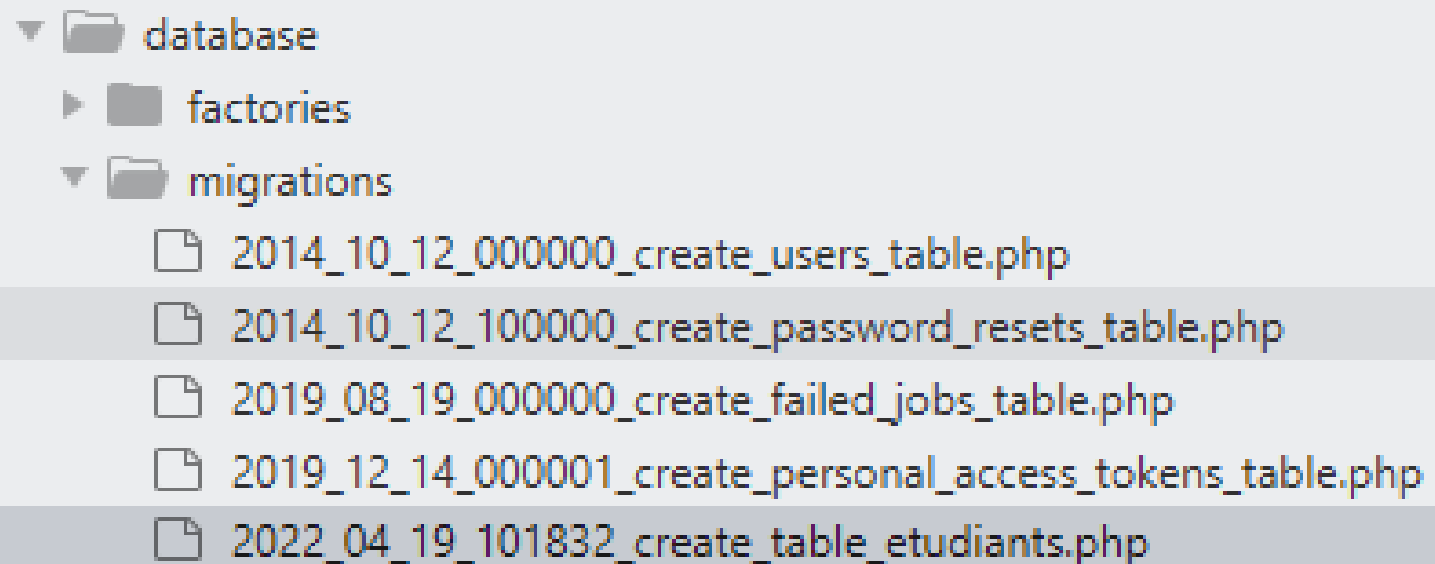 database
factories
migrations
2014_10_12_000000_create_users_table.php
2014_10_12_100000_create_password_resets_table.php
2019_08_19_000000_create_failed_jobs_table.php
2019_12_14_000001_create_personal_access_tokens_table.php
2022_04_19_101832_create_table_etudiants.php